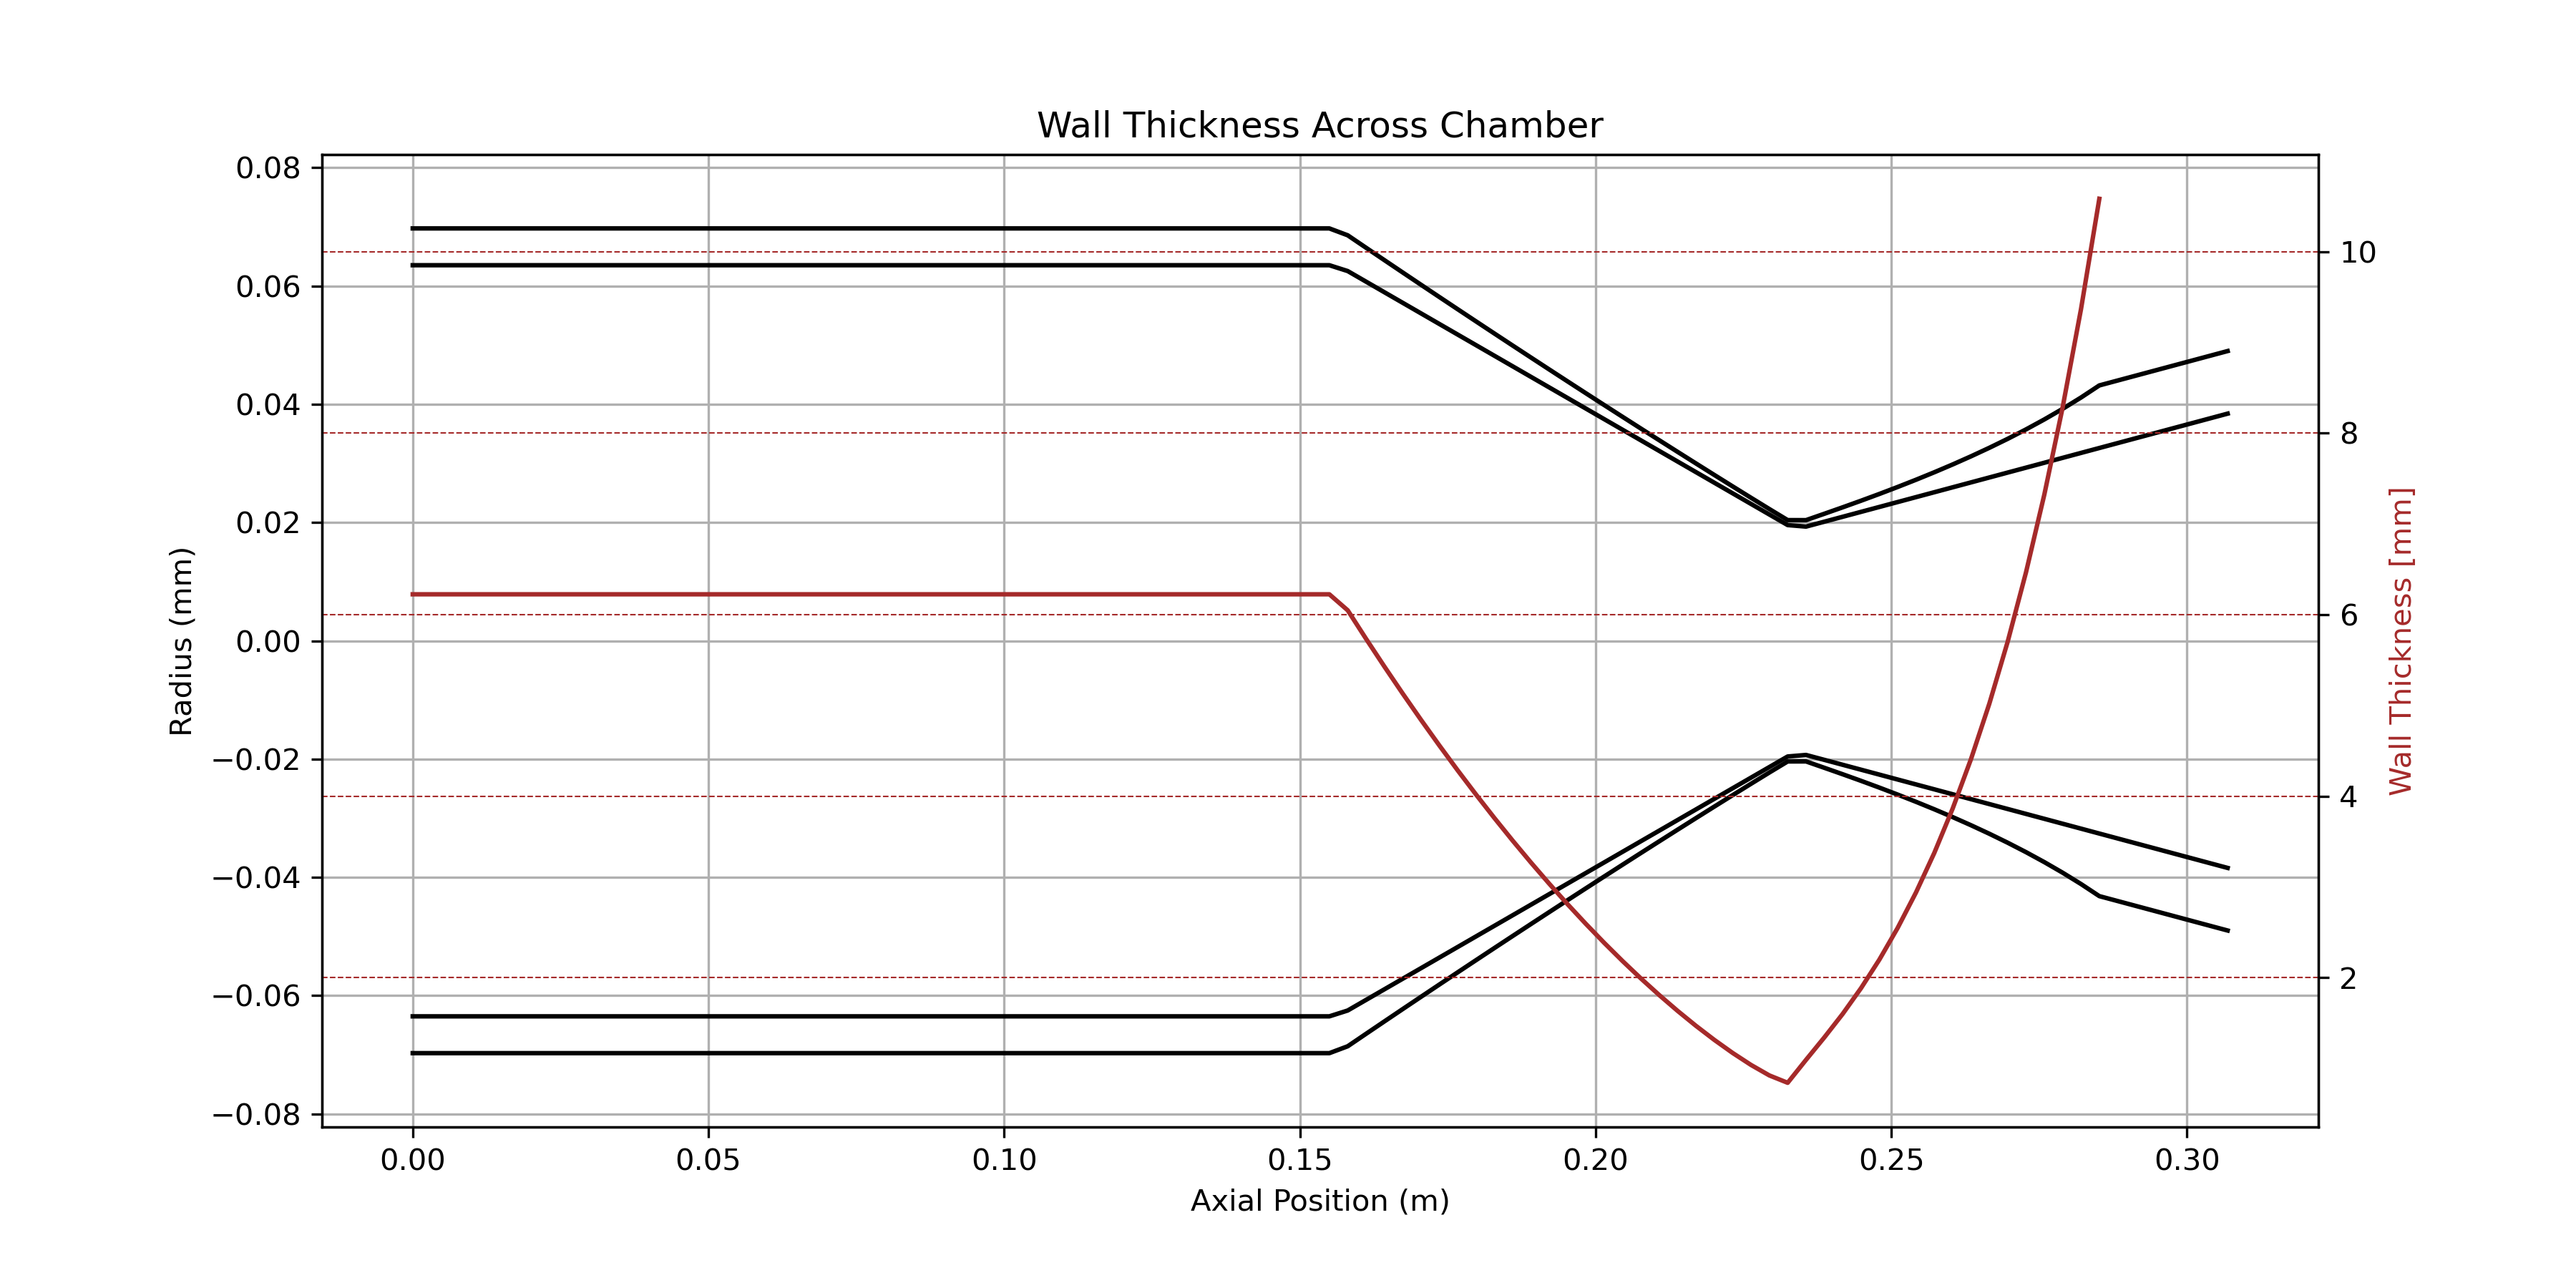 Wall Thickness Across Chamber
0.08
0.06
0.04
0.02
0.00
−0.02
−0.04
−0.06
−0.08
Radius (mm)
10
8
6
4
2
Wall Thickness [mm]
0.00 0.05 0.10 0.15 0.20 0.25 0.30
Axial Position (m)